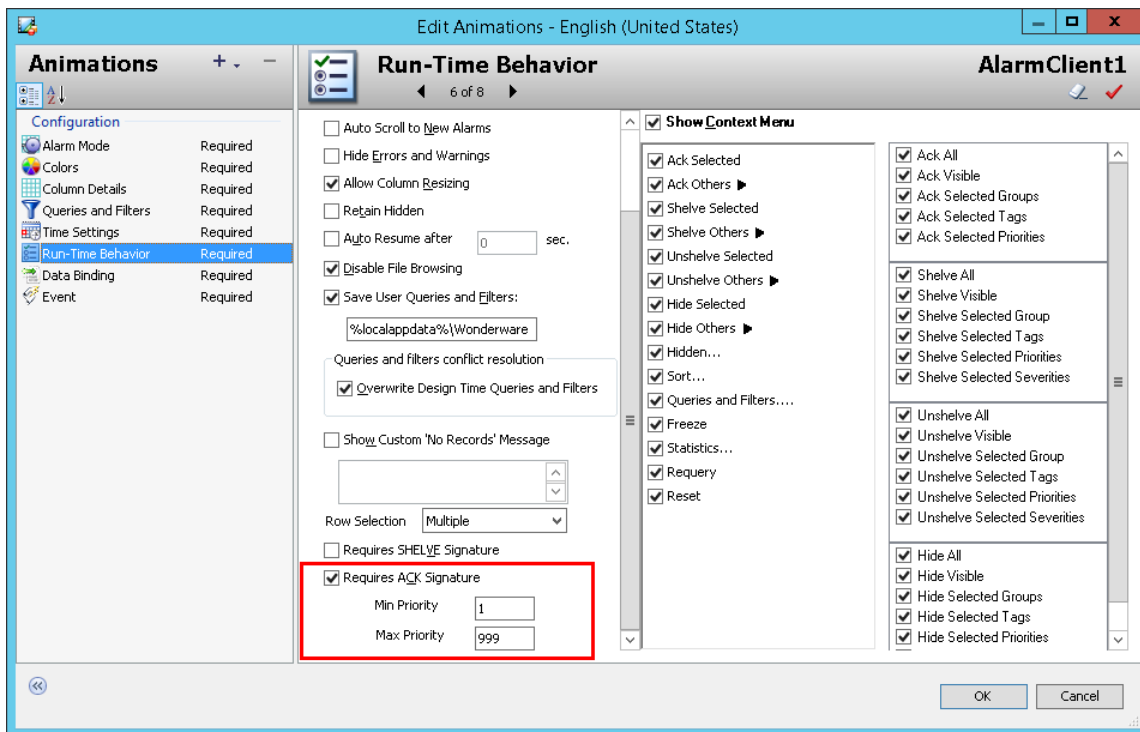 Edit Animations - English (United States)
Animations
Run-Time Behavior
AlarmClient1
6 of 8
Configuration
Alarm Mode Required
Colors Required
Column Details Required
Queries and Filters Required
Time Settings Required
Run-Time Behavior Required
Data Binding Required
Event Required
Auto Scroll to New Alarms
Hide Errors and Warnings
Allow Column Resizing
Retain Hidden
Auto Resume after 0 sec.
Disable File Browsing
Save User Queries and Filters:
%localappdata%\Wonderware
Queries and filters conflict resolution
Overwrite Design Time Queries and Filters
Show Custom 'No Records' Message
Row Selection Multiple
Requires SHELVE Signature
Requires ACK Signature
Min Priority 1
Max Priority 999
Show Context Menu
Ack Selected
Ack Others
Shelve Selected
Shelve Others
Unshelve Selected
Unshelve Others
Hide Selected
Hide Others
Hidden...
Sort...
Queries and Filters....
Freeze
Statistics...
Requery
Reset
Ack All
Ack Visible
Ack Selected Groups
Ack Selected Tags
Ack Selected Priorities
Shelve All
Shelve Visible
Shelve Selected Group
Shelve Selected Tags
Shelve Selected Priorities
Shelve Selected Severities
Unshelve All
Unshelve Visible
Unshelve Selected Group
Unshelve Selected Tags
Unshelve Selected Priorities
Unshelve Selected Severities
Hide All
Hide Visible
Hide Selected Groups
Hide Selected Tags
Hide Selected Priorities
OK
Cancel